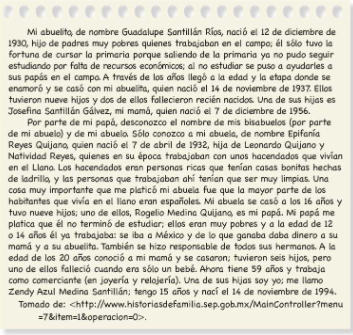 Mi abuelito, de nombre Guadalupe Santillán Ríos, nació el 12 de diciembre de
1930, hijo de padres muy pobres quienes trabajaban en el campo; él sólo tuvo la
fortuna de cursar la primaria porque saliendo de la primaria ya no pudo seguir
estudiando por falta de recursos económicos; al no estudiar se puso a ayudarles a
sus papás en el campo. A través de los años llegó a la edad y la etapa donde se
enamoró y se casó con mi abuelita, quien nació el 14 de noviembre de 1937. Ellos
tuvieron nueve hijos y dos de ellos fallecieron recién nacidos. Una de sus hijas es
Josefina Santillán Gálvez, mi mamá, quien nació el 7 de diciembre de 1956.
Por parte de mi papá, desconozco el nombre de mis bisabuelos (por parte
de mi abuelo) y de mi abuelo. Sólo conozco a mi abuela, de nombre Epifanía
Reyes Quijano, quien nació el 7 de abril de 1932, hija de Leonardo Quijano y
Natividad Reyes, quienes en su época trabajaban con unos hacendados que vivían
en el Llano. Los hacendados eran personas ricas que tenían casas bonitas hechas
de ladrillo, y las personas que trabajaban ahí tenían que ser muy limpias. Una
cosa muy importante que me platicó mi abuela fue que la mayor parte de los
habitantes que vivía en el llano eran españoles. Mi abuela se casó a los 16 años y
tuvo nueve hijos; uno de ellos, Rogelio Medina Quijano, es mi papá. Mi papá me
platica que él no terminó de estudiar; ellos eran muy pobres y a la edad de 12
o 14 años él ya trabajaba: se iba a México y de lo que ganaba daba dinero a su
mamá y a su abuelita. También se hizo responsable de todos sus hermanos. A la
edad de los 20 años conoció a mi mamá y se casaron; tuvieron seis hijos, pero
uno de ellos falleció cuando era sólo un bebé. Ahora tiene 59 años y trabaja
como comerciante (en joyería y relojería). Una de sus hijas soy yo; me llamo
Zendy Azul Medina Santillán; tengo 15 años y nací el 14 de noviembre de 1994.
Tomado de: <http://www.historiasdefamilia.sep.gob.mx/MainController?menu
=7&item=1&operacion=0>.